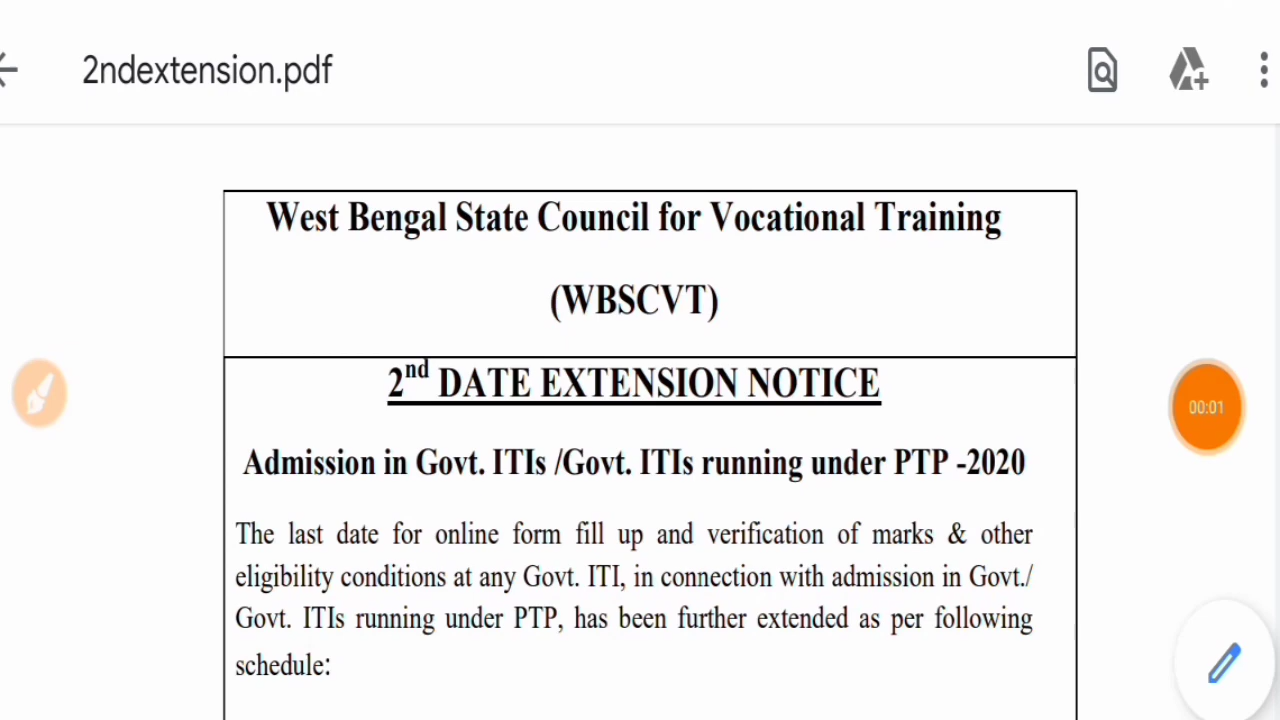 2ndextension.pdf
West Bengal State Council for Vocational Training
(WBSCVT)
2nd DATE EXTENSION NOTICE
Admission in Govt. ITIs /Govt. ITIs running under PTP -2020
The last date for online form fill up and verification of marks & other
eligibility conditions at any Govt. ITI, in connection with admission in Govt./
Govt. ITIs running under PTP, has been further extended as per following
schedule:
00:01